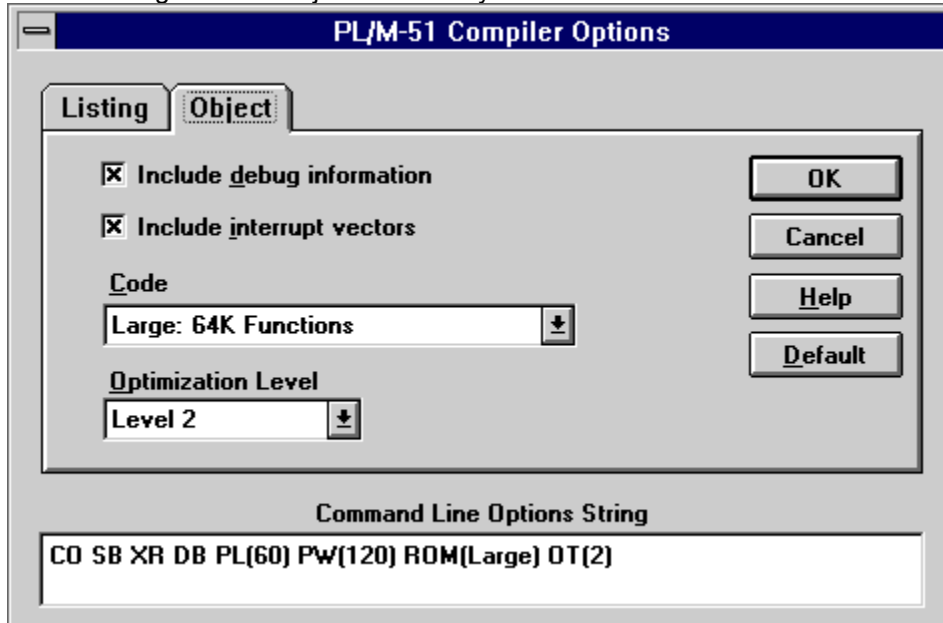 PL/M-51 Compiler Options
Listing Object
Include debug information
Include interrupt vectors
Code
Large: 64K Functions
Optimization Level
Level 2
OK
Cancel
Help
Default
Command Line Options String
CO SB XR DB PL(60) PW(120) ROM(Large) OT(2)